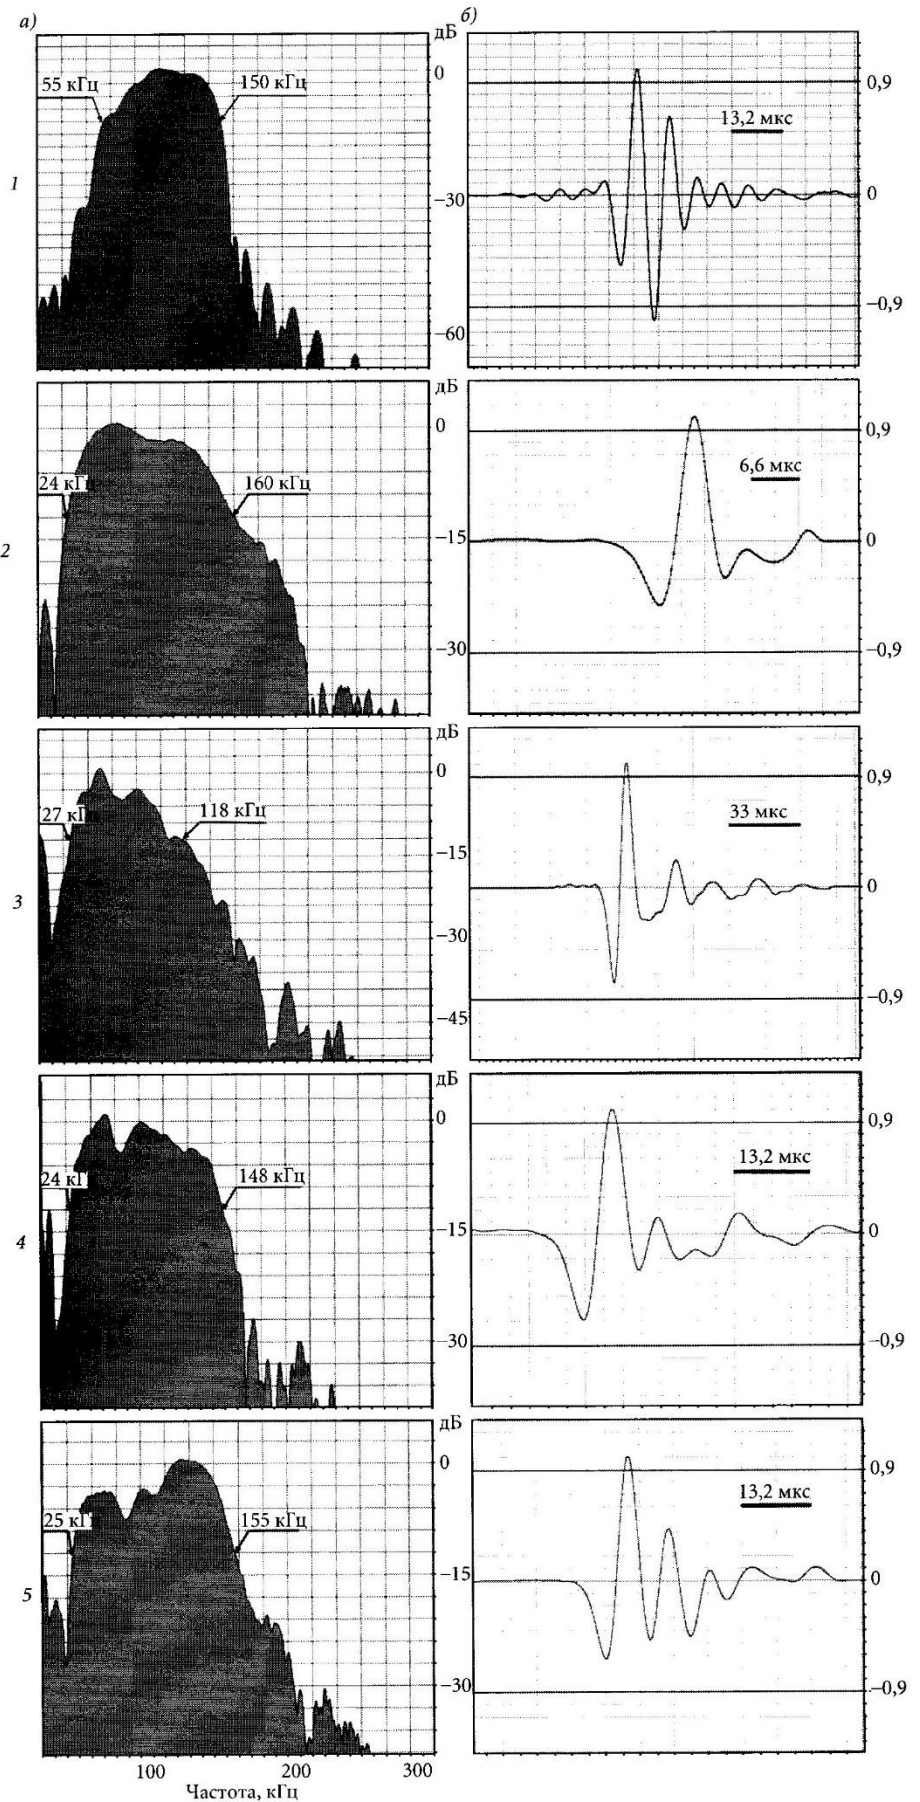 а)
б)
дБ
0
55 кГц
150 кГц
1
−30
−60
13,2 мкс
0,9
0
−0,9
дБ
0
24 кГц
160 кГц
2
−15
−30
6,6 мкс
0,9
0
−0,9
дБ
0
27 кГц
118 кГц
−15
3
−30
−45
33 мкс
0,9
0
−0,9
дБ
0
24 кГ
148 кГц
4
−15
−30
13,2 мкс
0,9
0
−0,9
дБ
0
25 кГц
155 кГц
5
−15
−30
13,2 мкс
0,9
0
−0,9
100
200
300
Частота, кГц